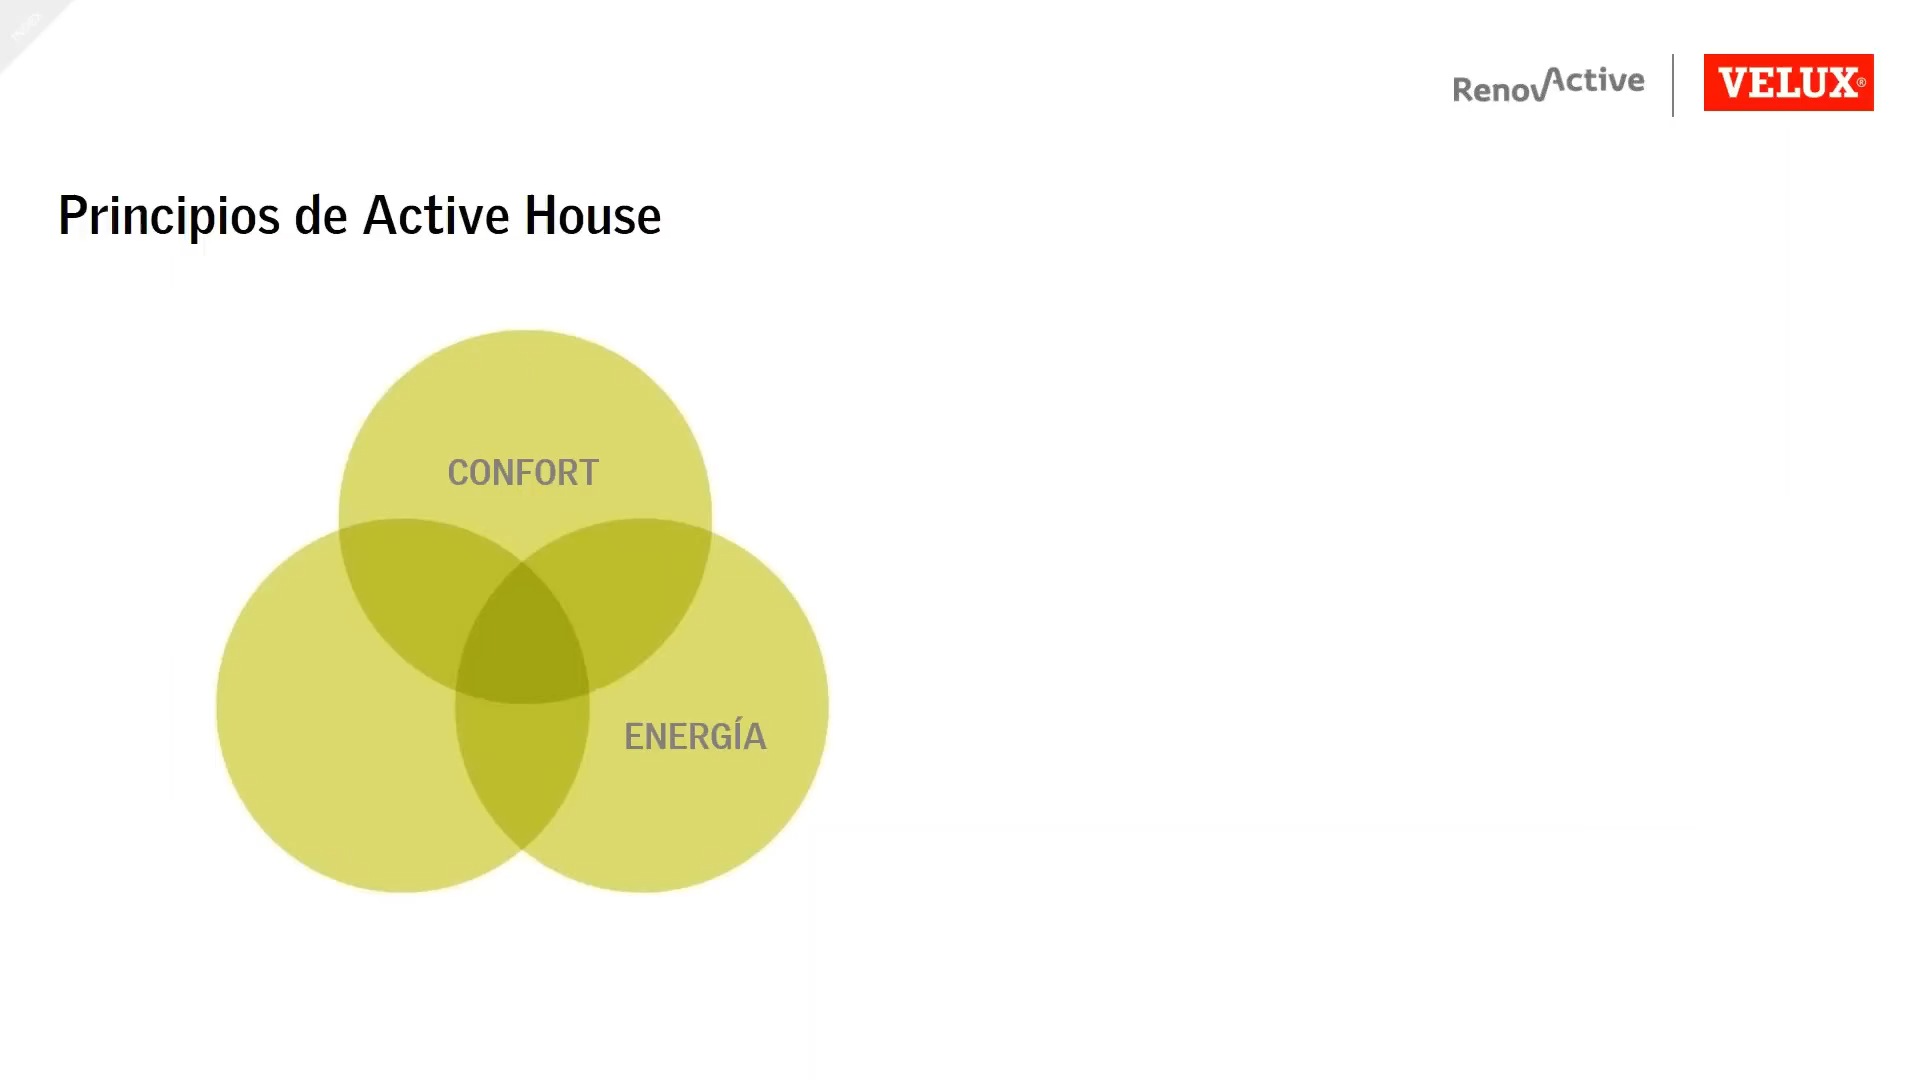 RenovActive
VELUX®
Principios de Active House
CONFORT
ENERGÍA